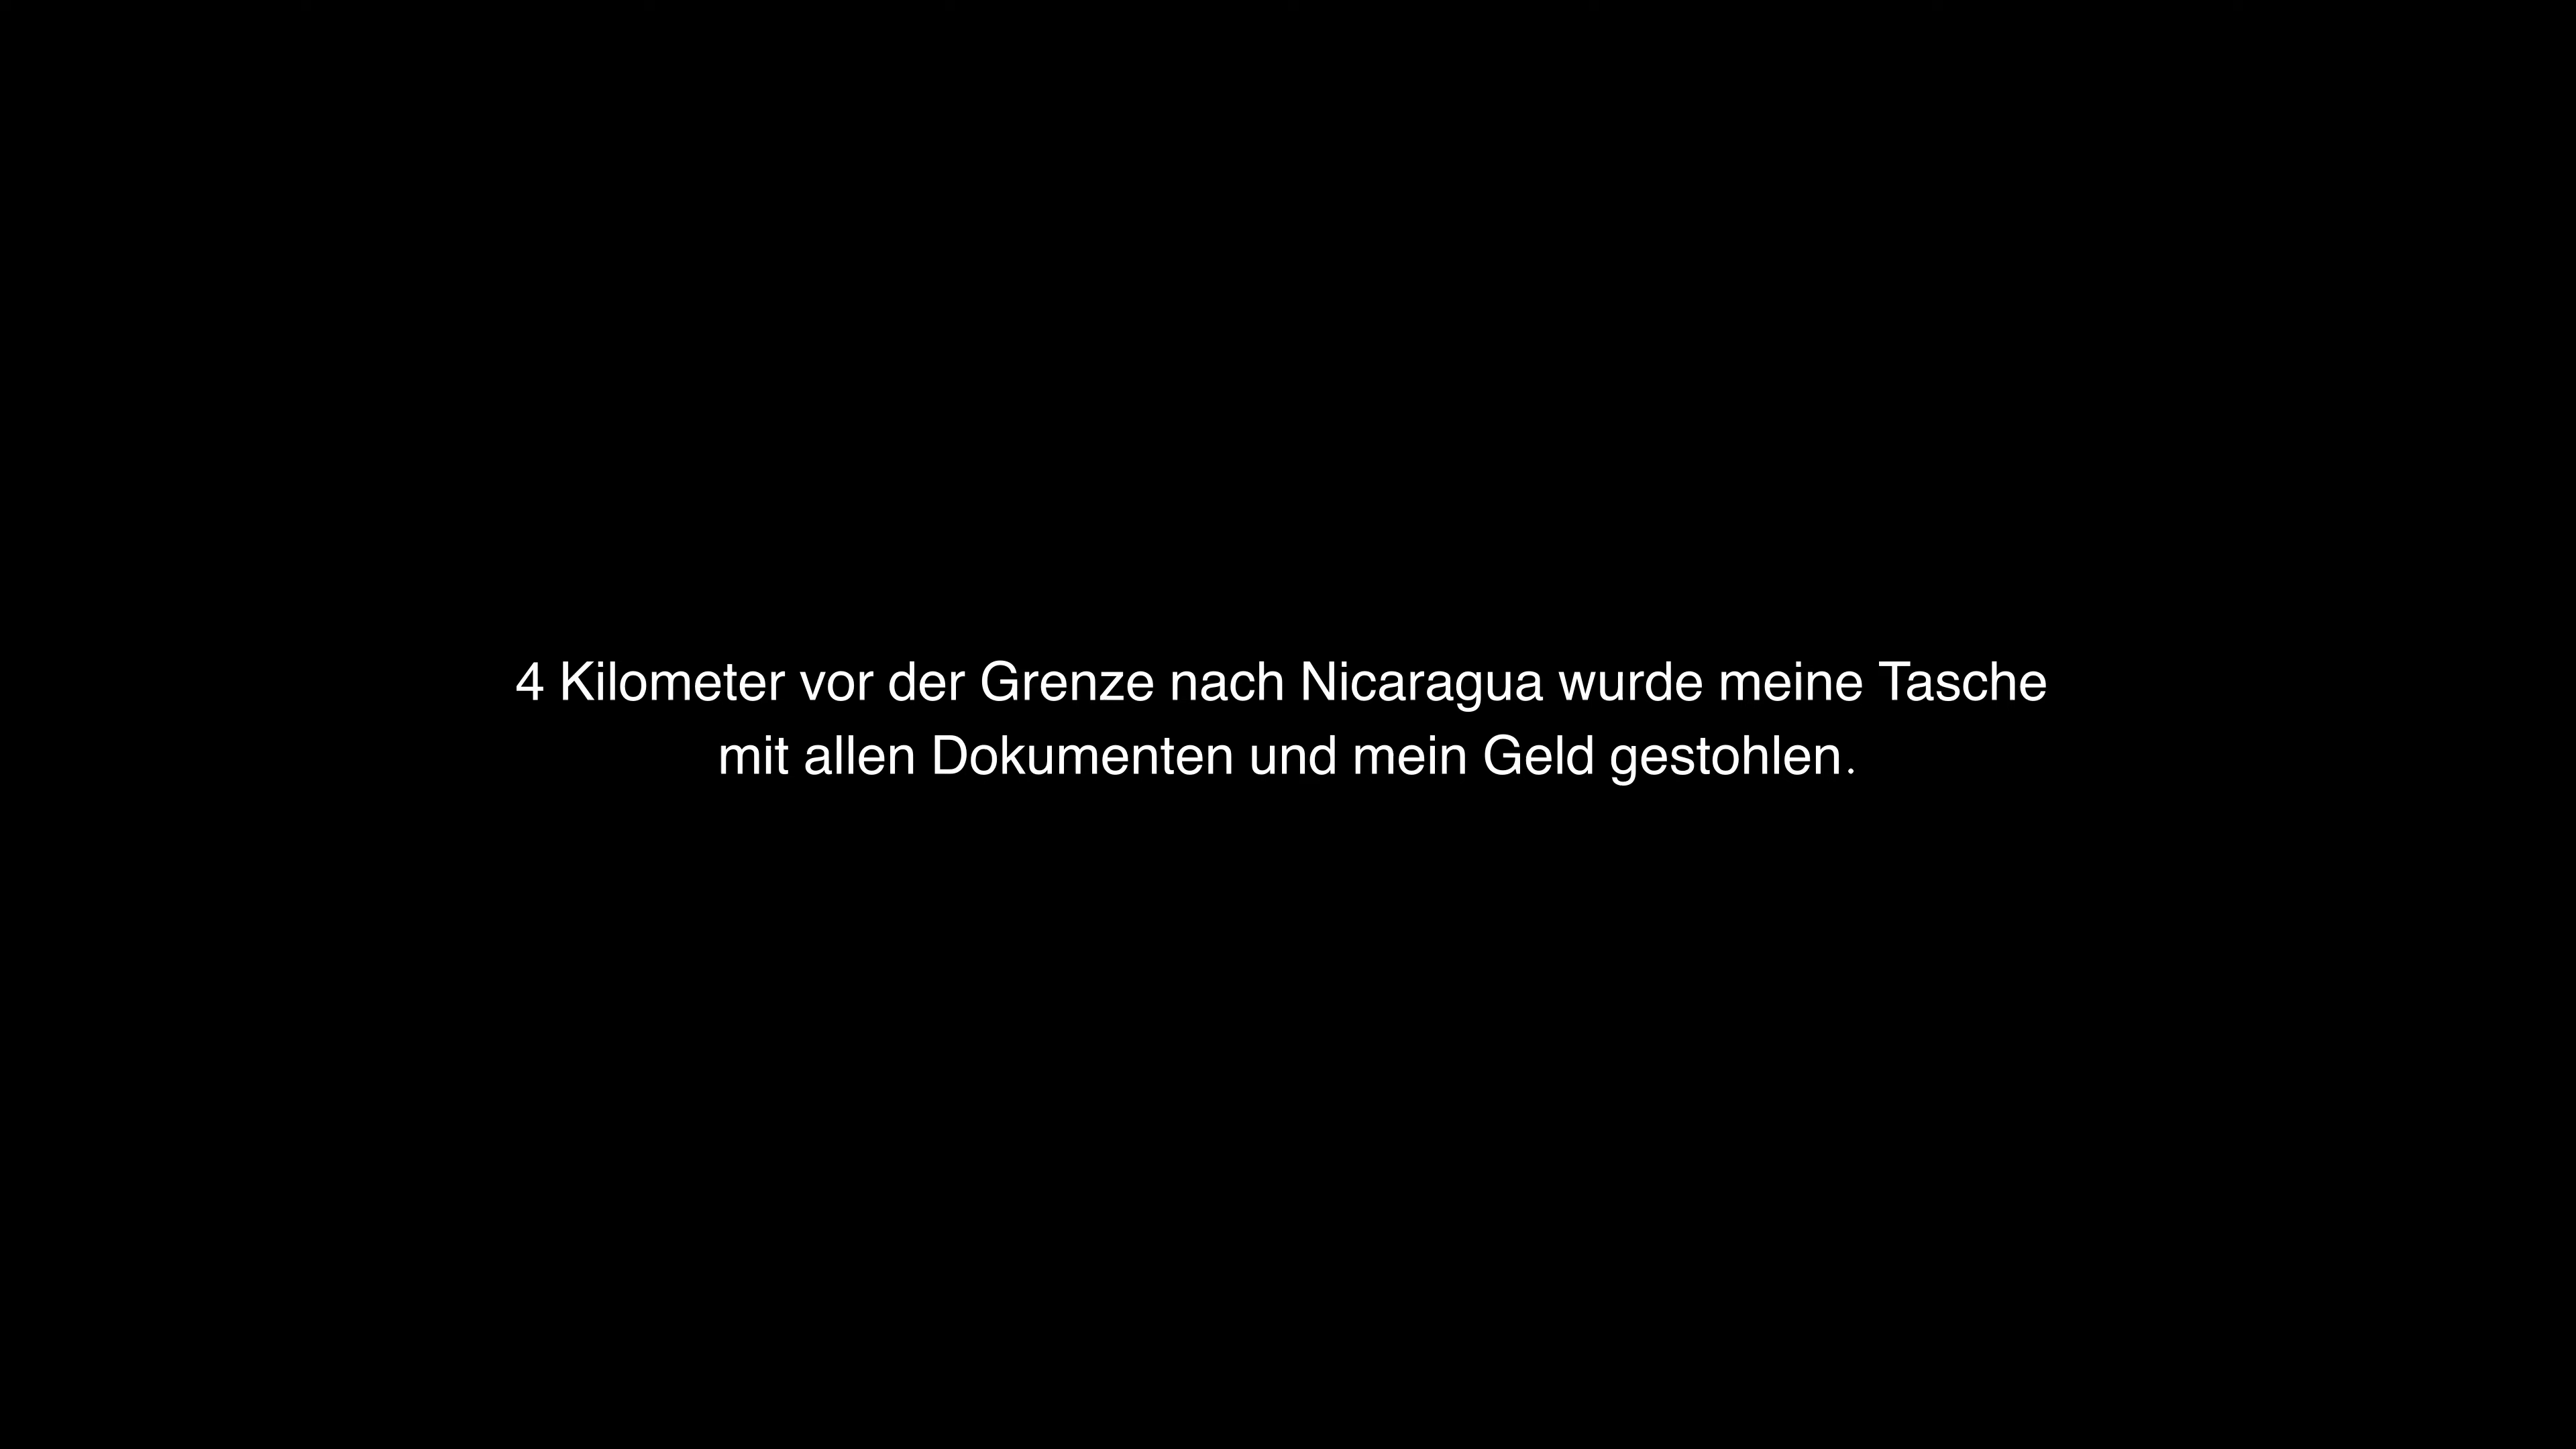 4 Kilometer vor der Grenze nach Nicaragua wurde meine Tasche
mit allen Dokumenten und mein Geld gestohlen.